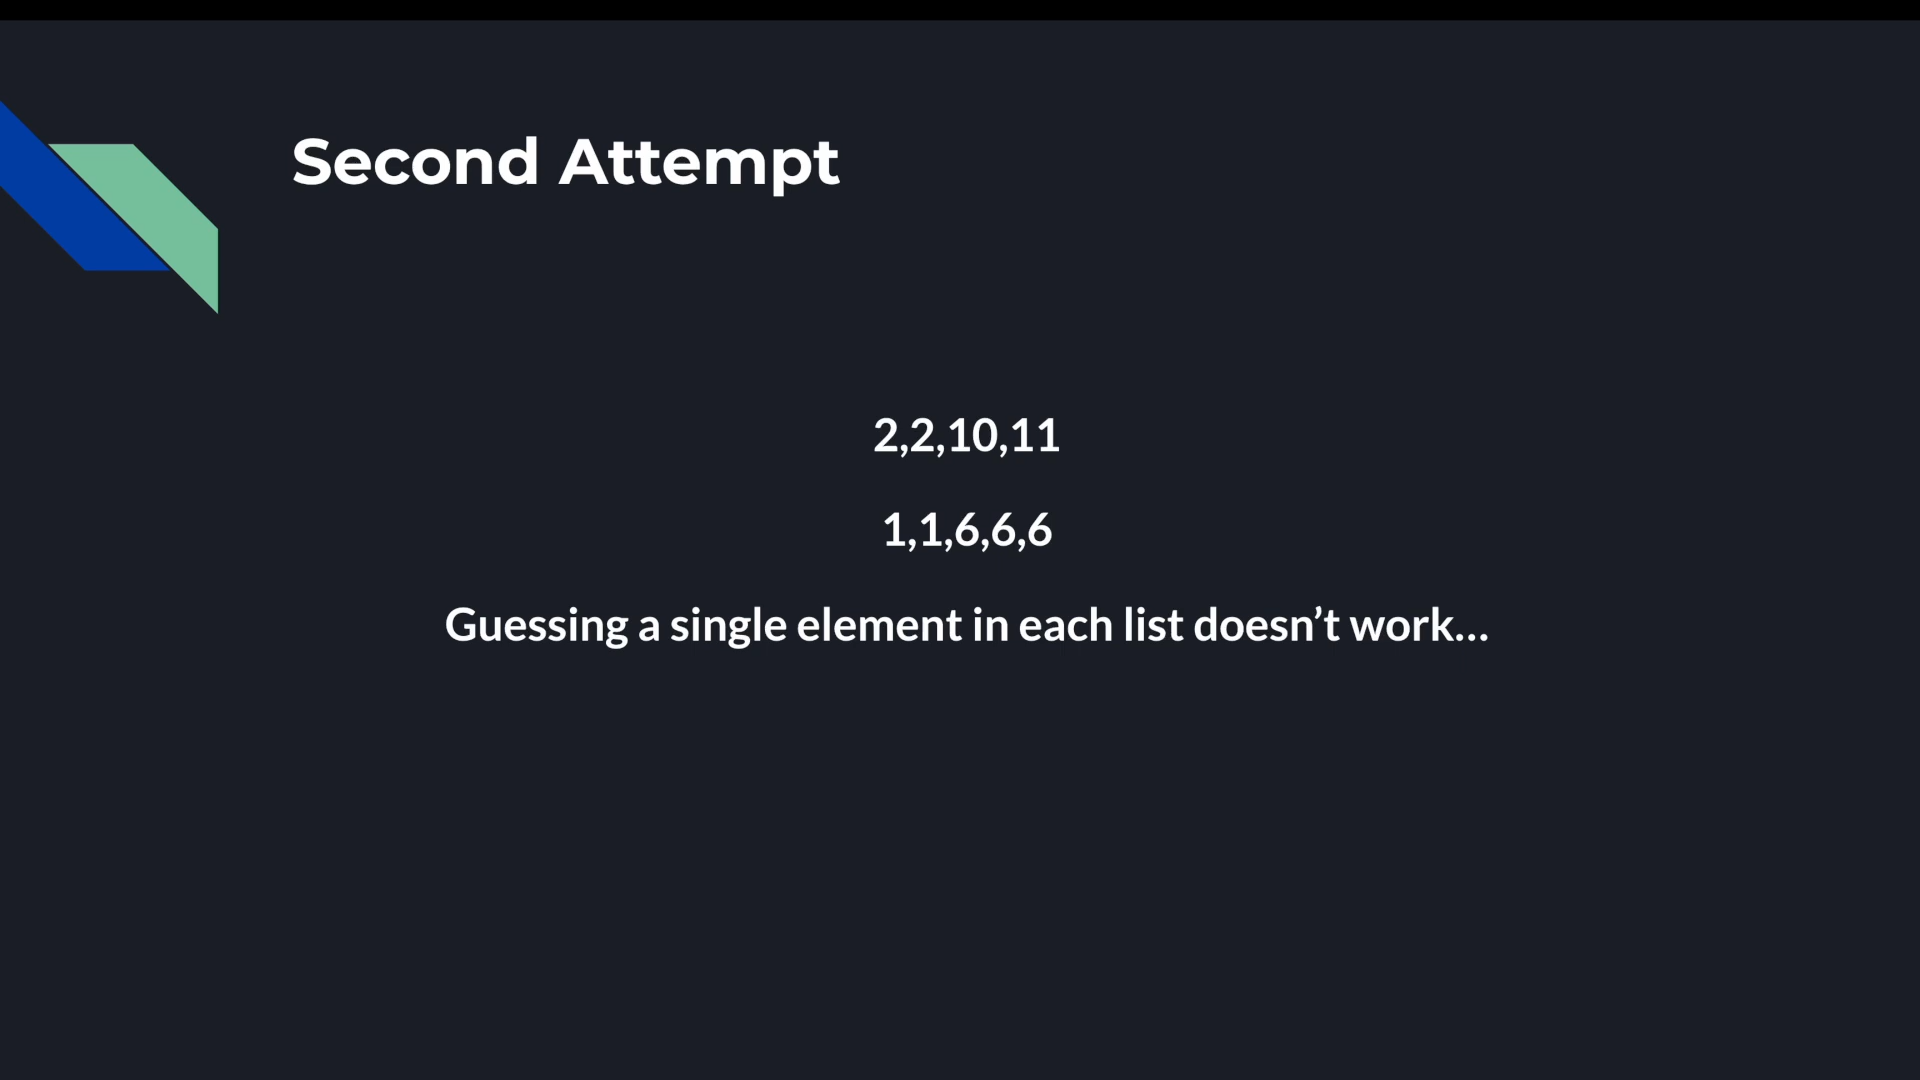 Second Attempt
2,2,10,11
1,1,6,6,6
Guessing a single element in each list doesn’t work...